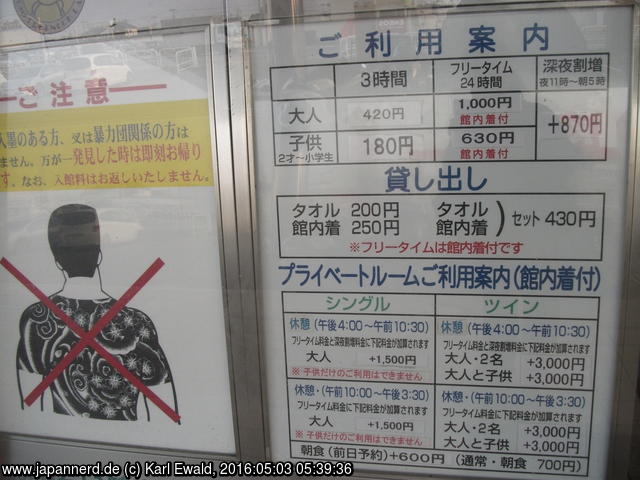 ご注意
入墨のある方、又は暴力団関係の方は
ません。万が一発見した時は即刻お帰り
す。なお、入館料はお返しいたしません。
ご利用案内
3時間
フリータイム
24時間
深夜割増
夜11時〜朝5時
大人
420円
1,000円
館内着付
+870円
子供
2才〜小学生
180円
630円
館内着付
貸し出し
タオル 200円
館内着 250円
タオル
館内着
) セット 430円
※フリータイムは館内着付です
プライベートルームご利用案内(館内着付)
シングル
ツイン
休憩(午後4:00〜午前10:30)
フリータイム料金と深夜割増料金に下記料金が加算されます
大人 +1,500円
※子供だけのご利用はできません
休憩(午後4:00〜午前10:30)
フリータイム料金と深夜割増料金に下記料金が加算されます
大人・2名 +3,000円
大人と子供 +3,000円
休憩・(午前10:00〜午後3:30)
フリータイム料金に下記料金が加算されます
大人 +1,500円
※子供だけのご利用はできません
休憩・(午前10:00〜午後3:30)
フリータイム料金に下記料金が加算されます
大人・2名 +3,000円
大人と子供 +3,000円
朝食(前日予約)+600円 (通常・朝食 700円)
www.japannerd.de (c) Karl Ewald, 2016:05:03 05:39:36